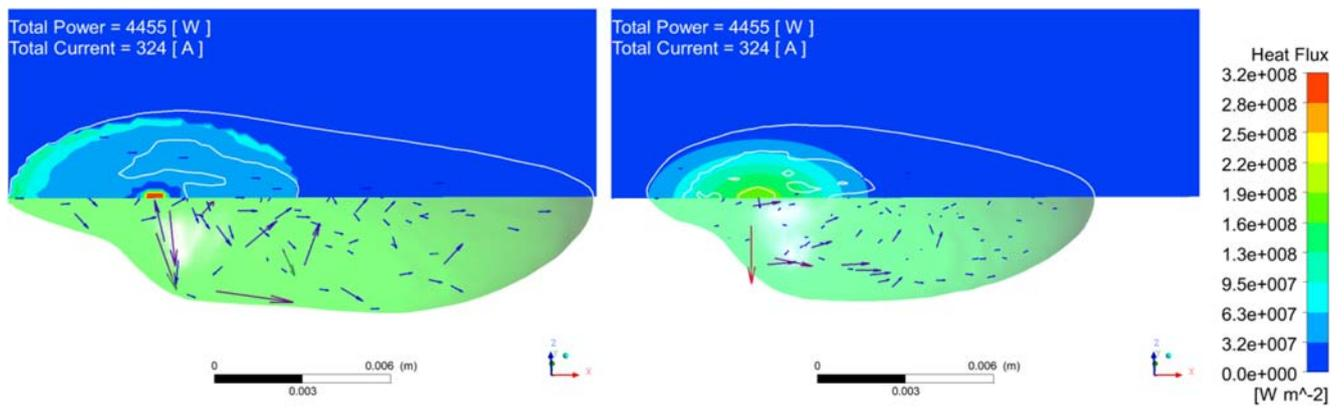 Total Power = 4455 [ W ]
Total Current = 324 [ A ]
0
0.006 (m)
0.003
Z
X
Total Power = 4455 [ W ]
Total Current = 324 [ A ]
0
0.006 (m)
0.003
Z
X
Heat Flux
3.2e+008
2.8e+008
2.5e+008
2.2e+008
1.9e+008
1.6e+008
1.3e+008
9.5e+007
6.3e+007
3.2e+007
0.0e+000
[W m^-2]